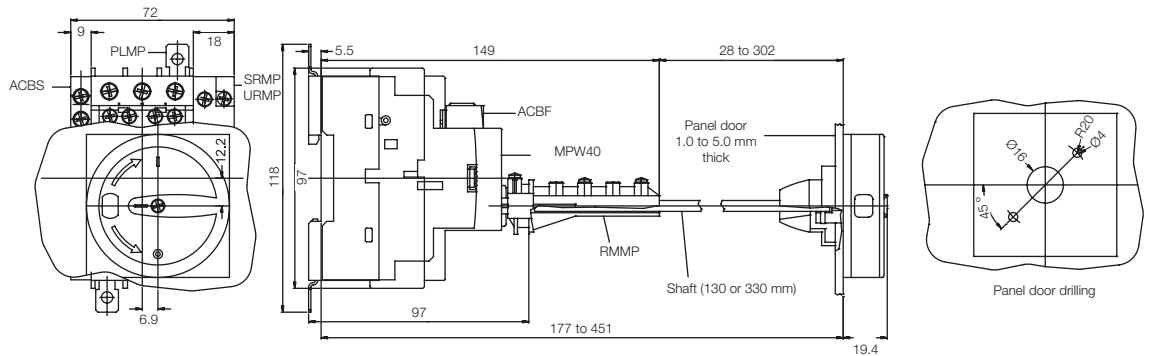 72
9
18
PLMP
ACBS
SRMP
URMP
12.2
6.9
5.5
149
28 to 302
ACBF
MPW40
118
97
Panel door
1.0 to 5.0 mm
thick
RMMP
Shaft (130 or 330 mm)
97
177 to 451
19.4
R20
Ø4
Ø16
45°
Panel door drilling